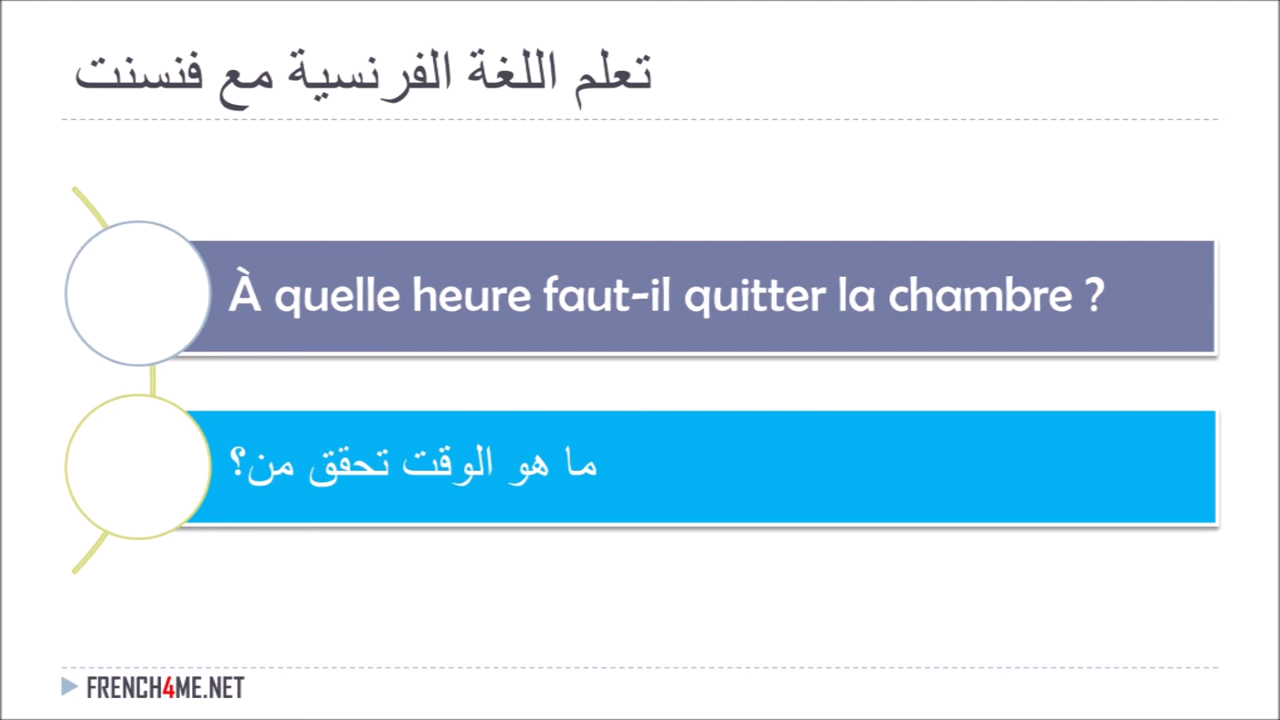 تعلم اللغة الفرنسية مع فنسنت
À quelle heure faut-il quitter la chambre ?
ما هو الوقت تحقق من؟
FRENCH4ME.NET